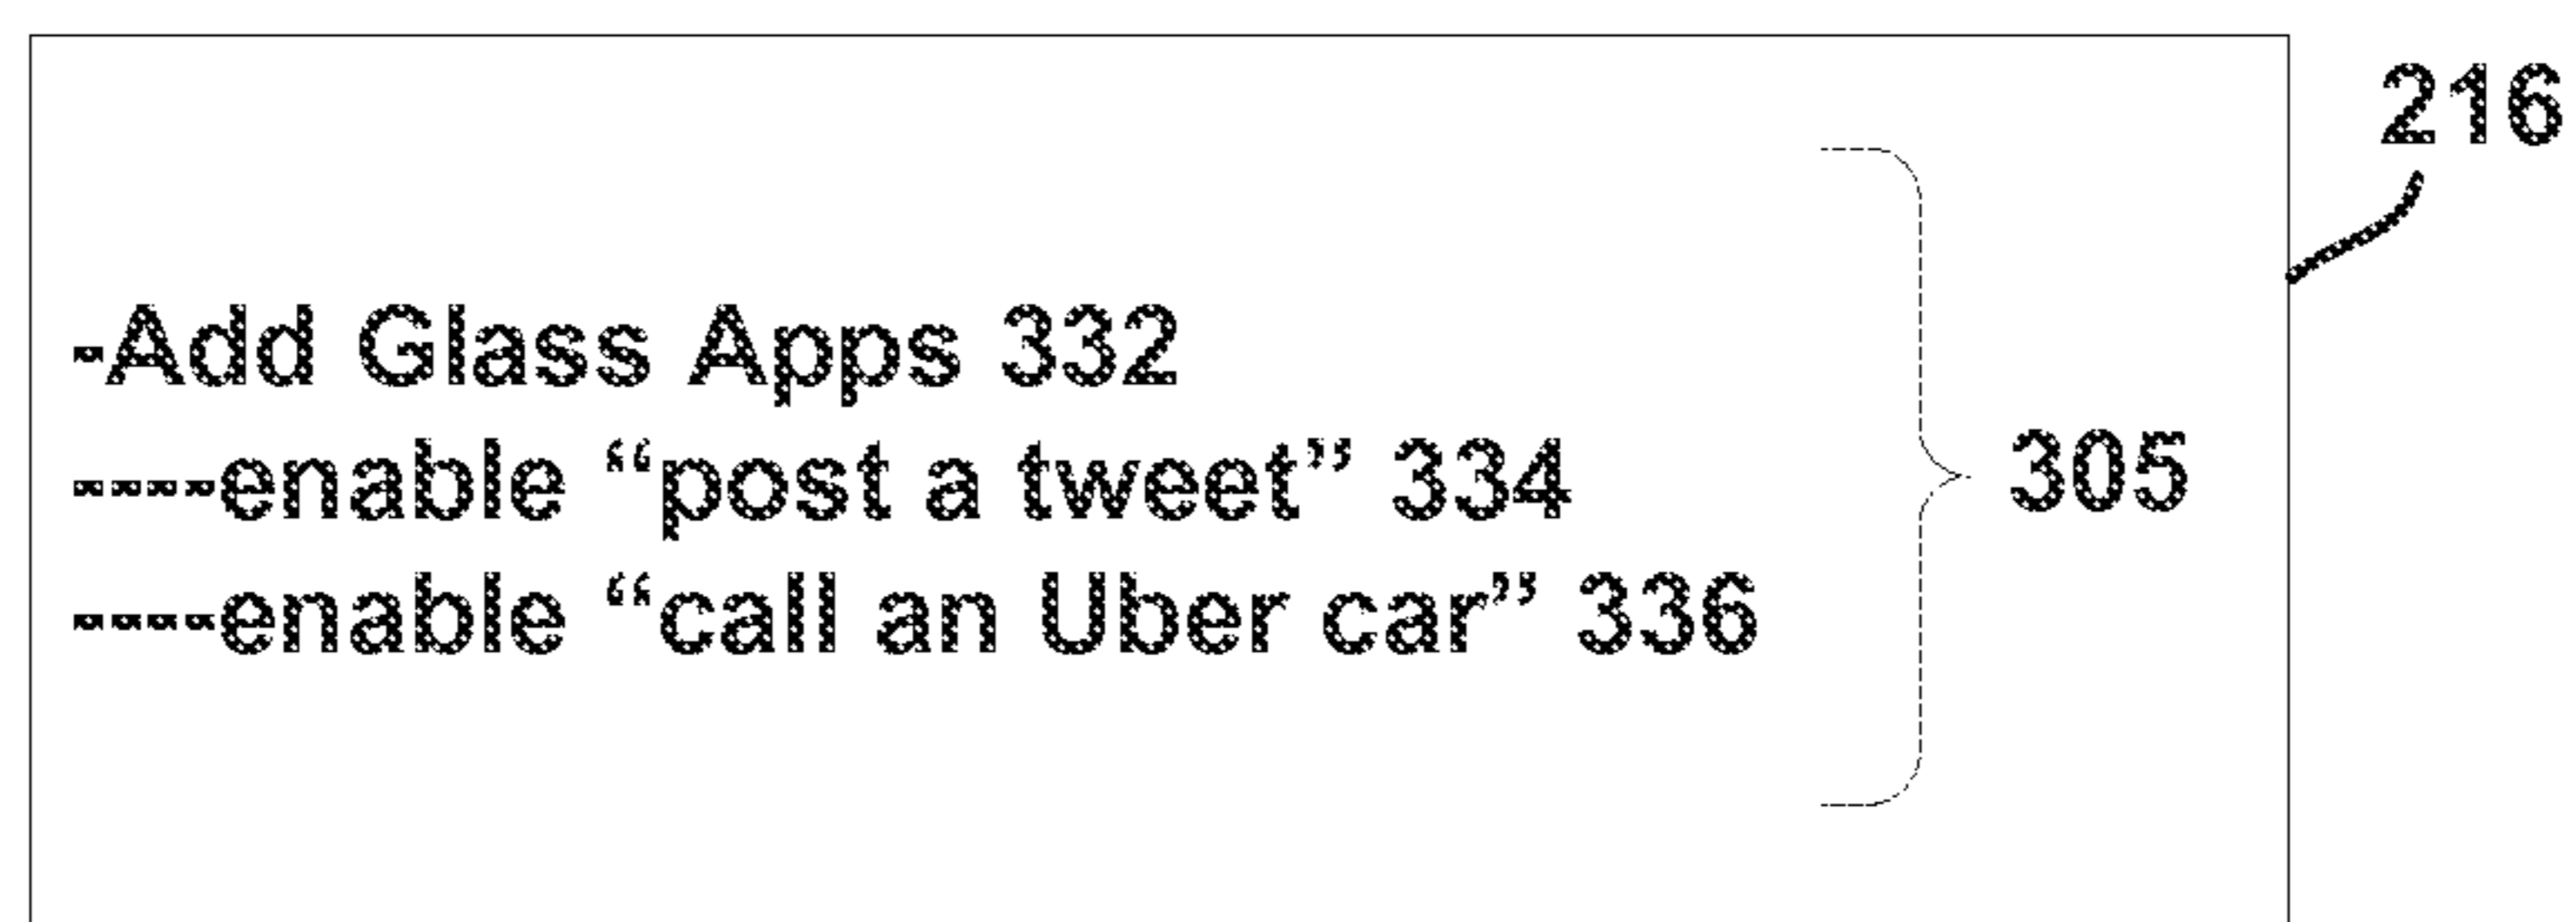 216
-Add Glass Apps 332
----enable “post a tweet” 334
305
----enable “call an Uber car” 336